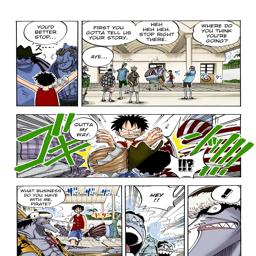 YOU'D
BETTER
STOP...
FIRST YOU
GOTTA TELL US
YOUR STORY.
AYE...
HEH
HEH HEH.
STOP RIGHT
THERE.
WHERE DO
YOU THINK
YOU'RE
GOING?
OUTTA
MY
WAY.
!!?
WHAT BUSINESS
DO YOU HAVE
WITH ME,
PIRATE?
HEY
!!
!